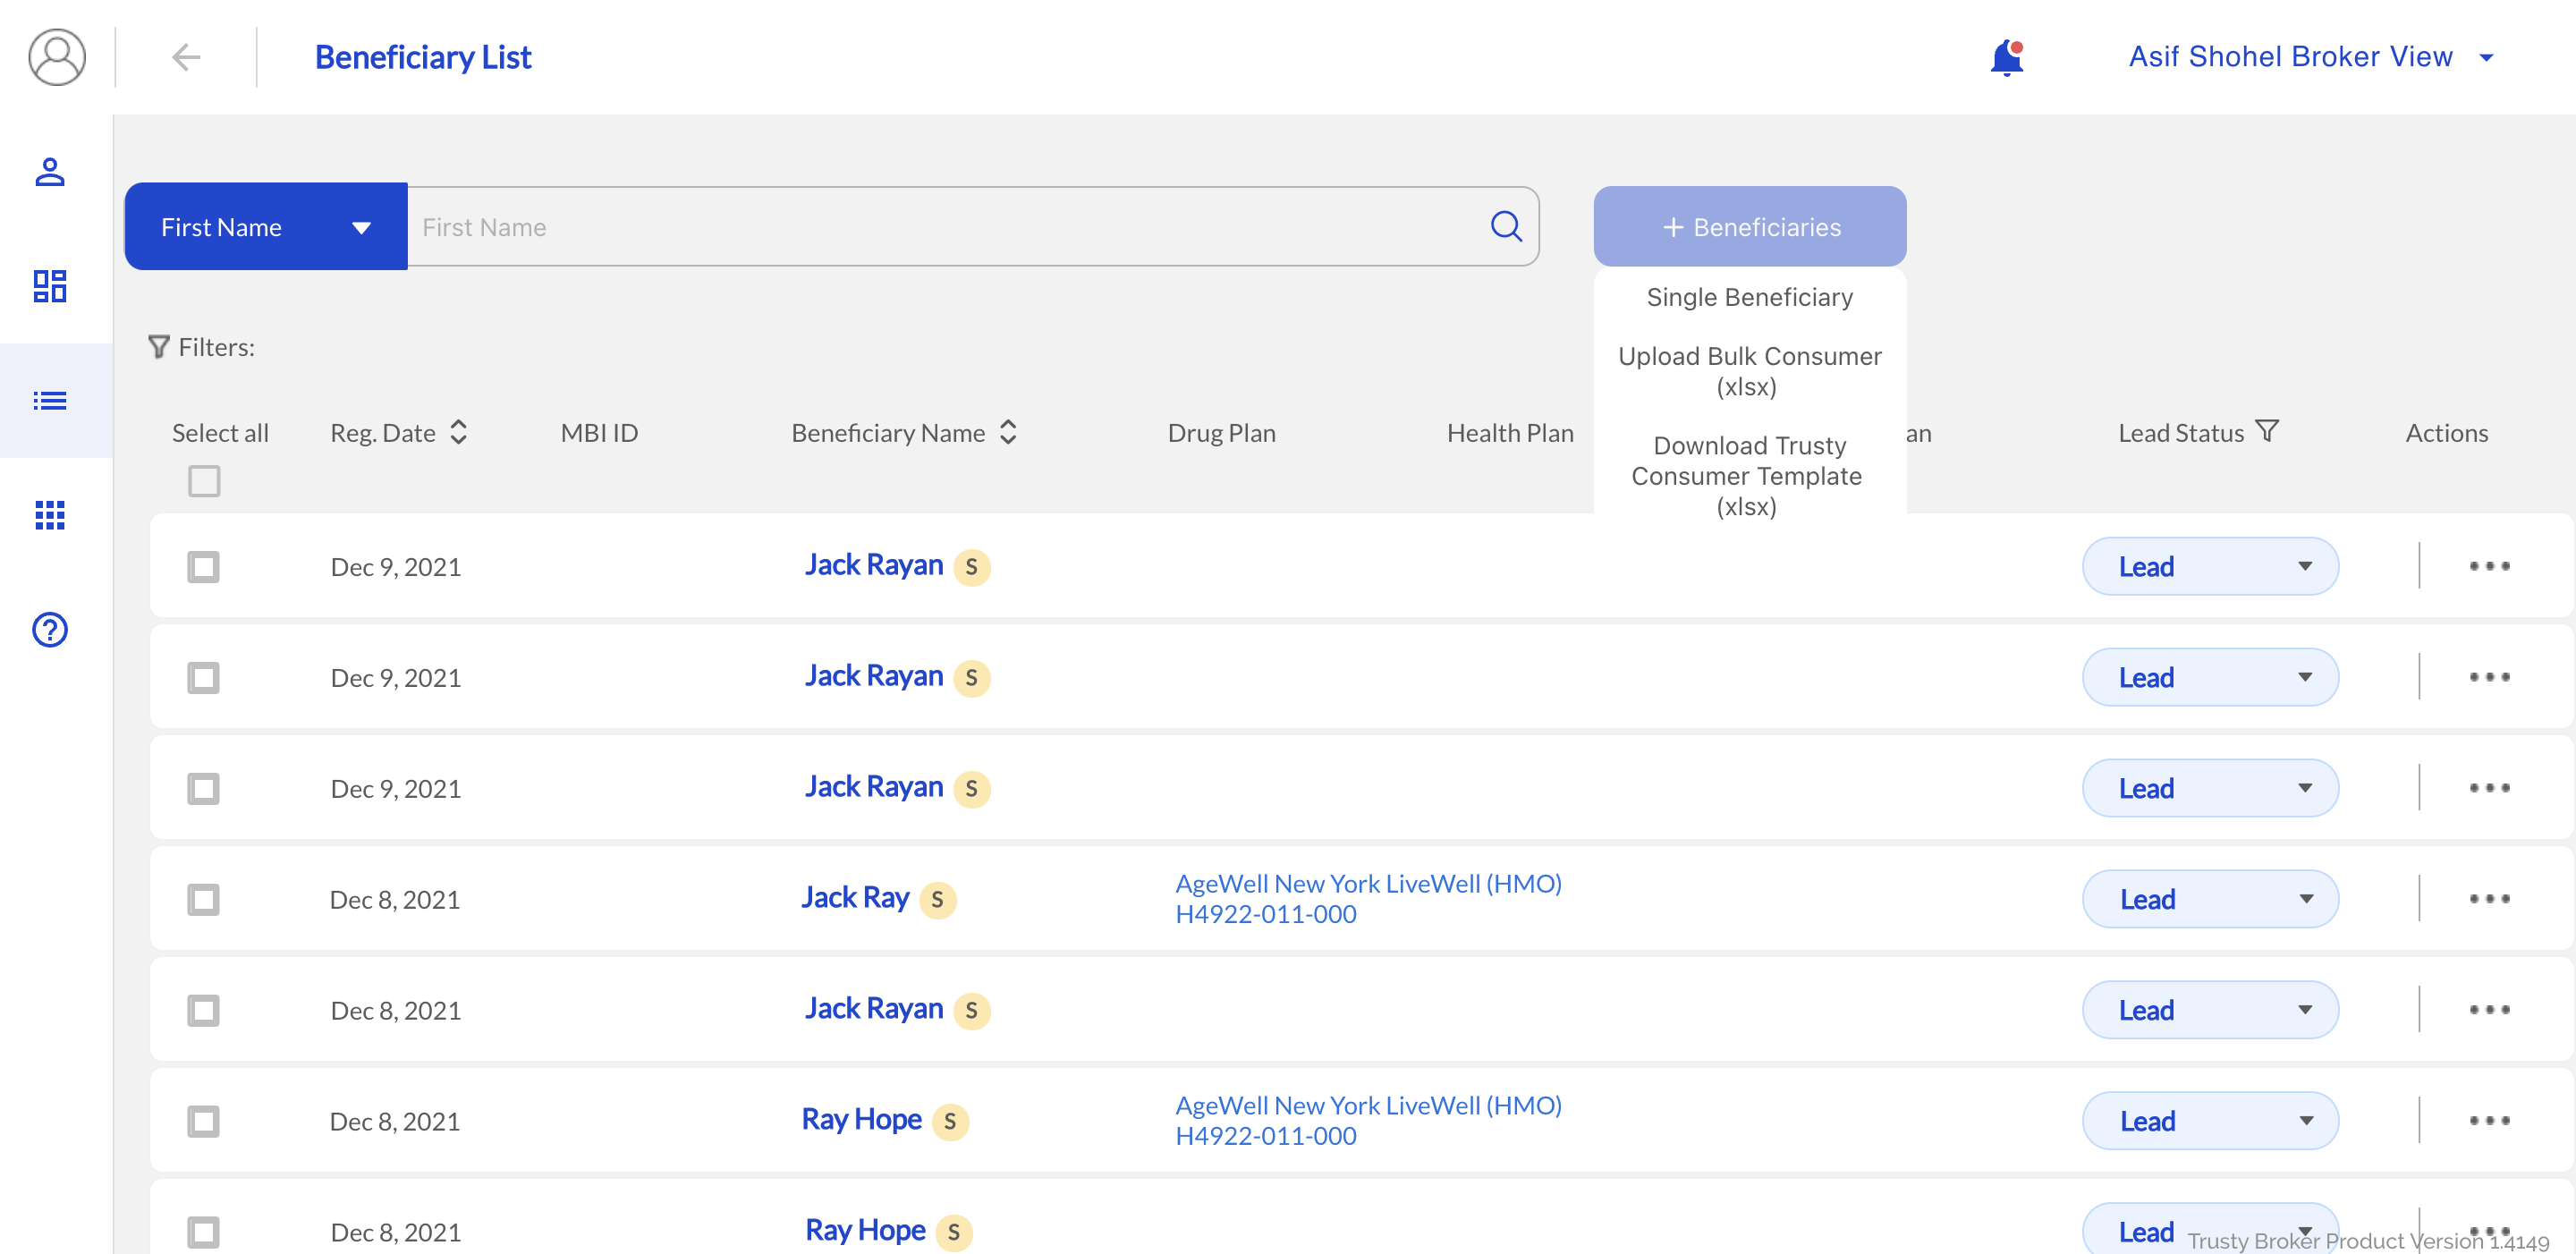 Beneficiary List
Asif Shohel Broker View
First Name
First Name
+ Beneficiaries
Single Beneficiary
Upload Bulk Consumer
(xlsx)
Download Trusty
Consumer Template
(xlsx)
Filters:
Select all
Reg. Date
MBI ID
Beneficiary Name
Drug Plan
Health Plan
an
Lead Status
Actions
Dec 9, 2021
Jack Rayan S
Lead
Dec 9, 2021
Jack Rayan S
Lead
Dec 9, 2021
Jack Rayan S
Lead
Dec 8, 2021
Jack Ray S
AgeWell New York LiveWell (HMO)
H4922-011-000
Lead
Dec 8, 2021
Jack Rayan S
Lead
Dec 8, 2021
Ray Hope S
AgeWell New York LiveWell (HMO)
H4922-011-000
Lead
Dec 8, 2021
Ray Hope S
Lead
Trusty Broker Product Version 1.4149